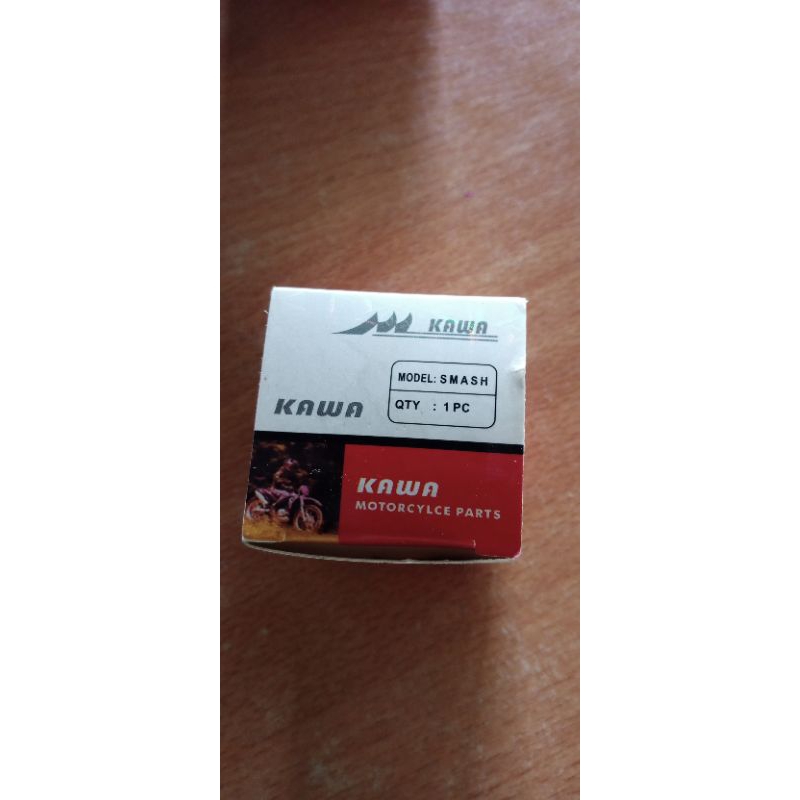 KAWA
MODEL: SMASH
QTY : 1 PC
KAWA
KAWA
MOTORCYLCE PARTS